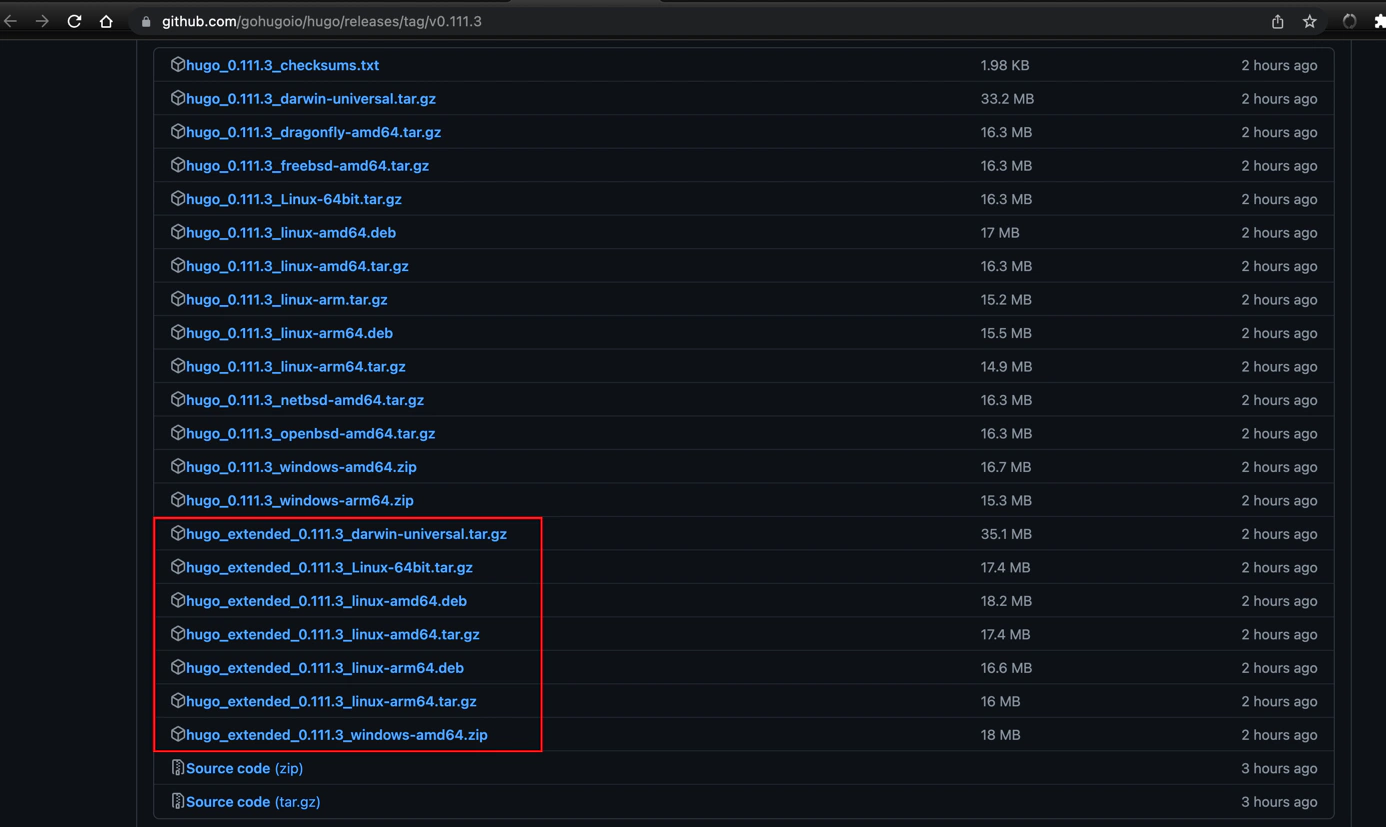 github.com/gohugoio/hugo/releases/tag/v0.111.3
hugo_0.111.3_checksums.txt 1.98 KB 2 hours ago
hugo_0.111.3_darwin-universal.tar.gz 33.2 MB 2 hours ago
hugo_0.111.3_dragonfly-amd64.tar.gz 16.3 MB 2 hours ago
hugo_0.111.3_freebsd-amd64.tar.gz 16.3 MB 2 hours ago
hugo_0.111.3_Linux-64bit.tar.gz 16.3 MB 2 hours ago
hugo_0.111.3_linux-amd64.deb 17 MB 2 hours ago
hugo_0.111.3_linux-amd64.tar.gz 16.3 MB 2 hours ago
hugo_0.111.3_linux-arm.tar.gz 15.2 MB 2 hours ago
hugo_0.111.3_linux-arm64.deb 15.5 MB 2 hours ago
hugo_0.111.3_linux-arm64.tar.gz 14.9 MB 2 hours ago
hugo_0.111.3_netbsd-amd64.tar.gz 16.3 MB 2 hours ago
hugo_0.111.3_openbsd-amd64.tar.gz 16.3 MB 2 hours ago
hugo_0.111.3_windows-amd64.zip 16.7 MB 2 hours ago
hugo_0.111.3_windows-arm64.zip 15.3 MB 2 hours ago
hugo_extended_0.111.3_darwin-universal.tar.gz 35.1 MB 2 hours ago
hugo_extended_0.111.3_Linux-64bit.tar.gz 17.4 MB 2 hours ago
hugo_extended_0.111.3_linux-amd64.deb 18.2 MB 2 hours ago
hugo_extended_0.111.3_linux-amd64.tar.gz 17.4 MB 2 hours ago
hugo_extended_0.111.3_linux-arm64.deb 16.6 MB 2 hours ago
hugo_extended_0.111.3_linux-arm64.tar.gz 16 MB 2 hours ago
hugo_extended_0.111.3_windows-amd64.zip 18 MB 2 hours ago
Source code (zip) 3 hours ago
Source code (tar.gz) 3 hours ago